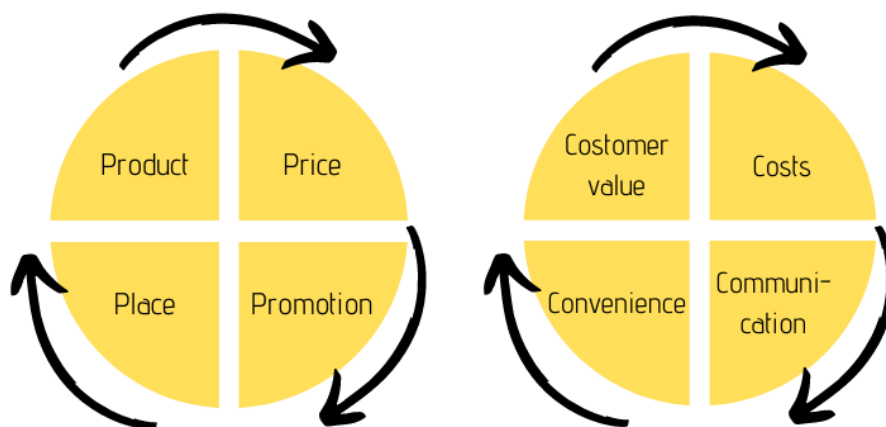 Product
Price
Place
Promotion
Costomer
value
Costs
Convenience
Communi-
cation